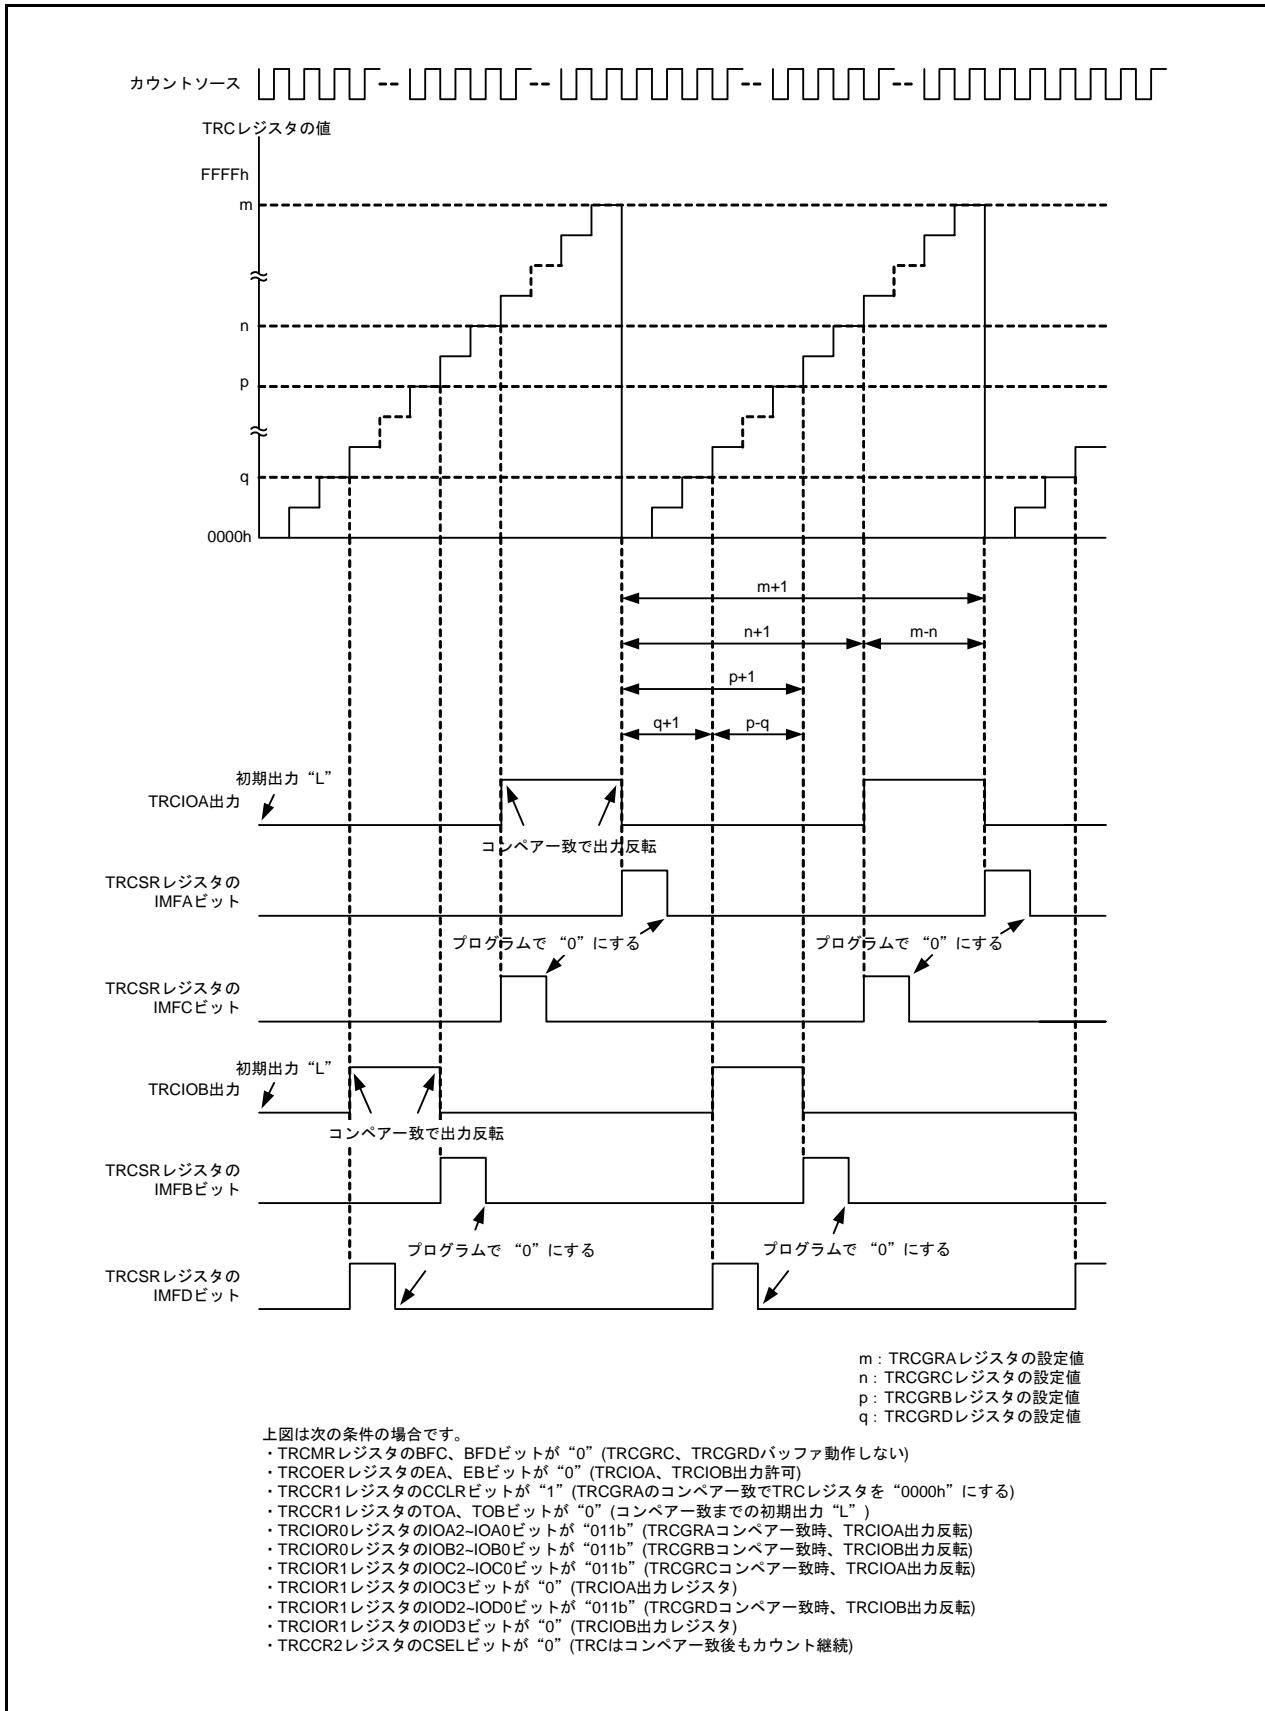 カウントソース
TRCレジスタの値
FFFFh
m
n
p
q
0000h
m+1
n+1
m-n
p+1
q+1
p-q
初期出力“L”
TRCIOA出力
コンペア一致で出力反転
TRCSRレジスタの
IMFAビット
プログラムで “0”にする
プログラムで “0”にする
TRCSRレジスタの
IMFCビット
初期出力“L”
TRCIOB出力
コンペア一致で出力反転
TRCSRレジスタの
IMFBビット
プログラムで “0”にする
プログラムで “0”にする
TRCSRレジスタの
IMFDビット
m : TRCGRAレジスタの設定値
n : TRCGRCレジスタの設定値
p : TRCGRBレジスタの設定値
q : TRCGRDレジスタの設定値
上図は次の条件の場合です。
・TRCMRレジスタのBFC、BFDビットが“0”(TRCGRC、TRCGRDバッファ動作しない)
・TRCOERレジスタのEA、EBビットが“0”(TRCIOA、TRCIOB出力許可)
・TRCCR1レジスタのCCLRビットが“1”(TRCGRAのコンペア一致でTRCレジスタを“0000h”にする)
・TRCCR1レジスタのTOA、TOBビットが“0”(コンペア一致までの初期出力“L”)
・TRCIOR0レジスタのIOA2~IOA0ビットが“011b”(TRCGRAコンペア一致時、TRCIOA出力反転)
・TRCIOR0レジスタのIOB2~IOB0ビットが“011b”(TRCGRBコンペア一致時、TRCIOB出力反転)
・TRCIOR1レジスタのIOC2~IOC0ビットが“011b”(TRCGRCコンペア一致時、TRCIOA出力反転)
・TRCIOR1レジスタのIOC3ビットが“0”(TRCIOA出力レジスタ)
・TRCIOR1レジスタのIOD2~IOD0ビットが“011b”(TRCGRDコンペア一致時、TRCIOB出力反転)
・TRCIOR1レジスタのIOD3ビットが“0”(TRCIOB出力レジスタ)
・TRCCR2レジスタのCSELビットが“0”(TRCはコンペア一致後もカウント継続)